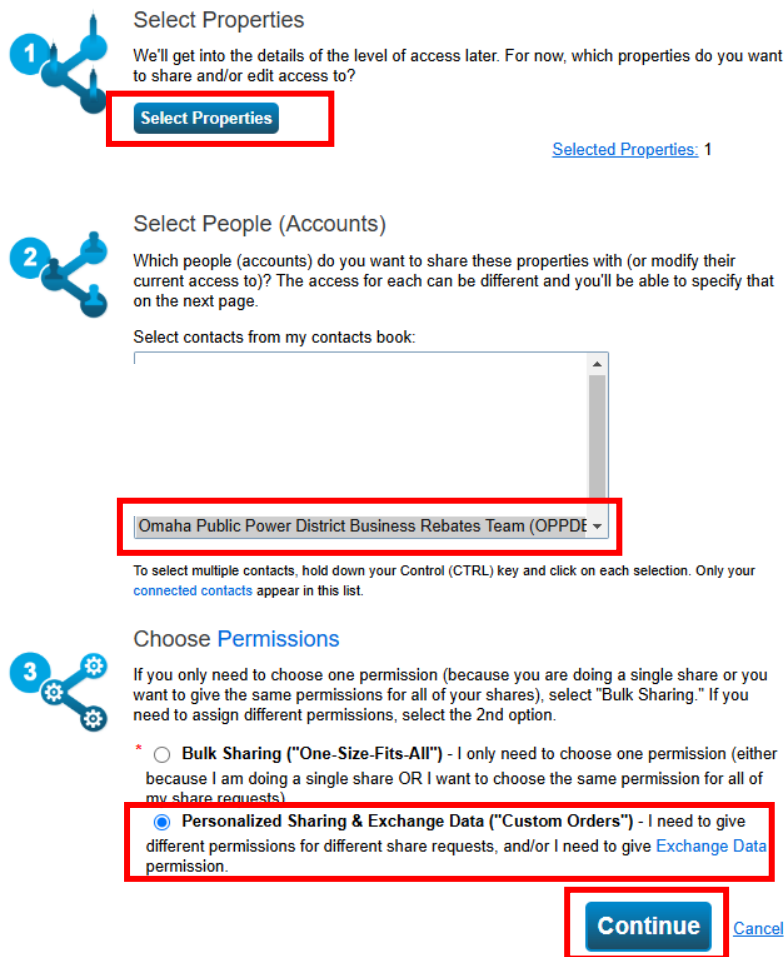 Select Properties
1
We'll get into the details of the level of access later. For now, which properties do you want
to share and/or edit access to?
Select Properties
Selected Properties: 1
Select People (Accounts)
2
Which people (accounts) do you want to share these properties with (or modify their
current access to)? The access for each can be different and you'll be able to specify that
on the next page.
Select contacts from my contacts book:
Omaha Public Power District Business Rebates Team (OPPDE
To select multiple contacts, hold down your Control (CTRL) key and click on each selection. Only your
connected contacts appear in this list.
Choose Permissions
3
If you only need to choose one permission (because you are doing a single share or you
want to give the same permissions for all of your shares), select "Bulk Sharing." If you
need to assign different permissions, select the 2nd option.
* Bulk Sharing ("One-Size-Fits-All") - I only need to choose one permission (either
because I am doing a single share OR I want to choose the same permission for all of
my share requests)
Personalized Sharing & Exchange Data ("Custom Orders") - I need to give
different permissions for different share requests, and/or I need to give Exchange Data
permission.
Continue
Cancel